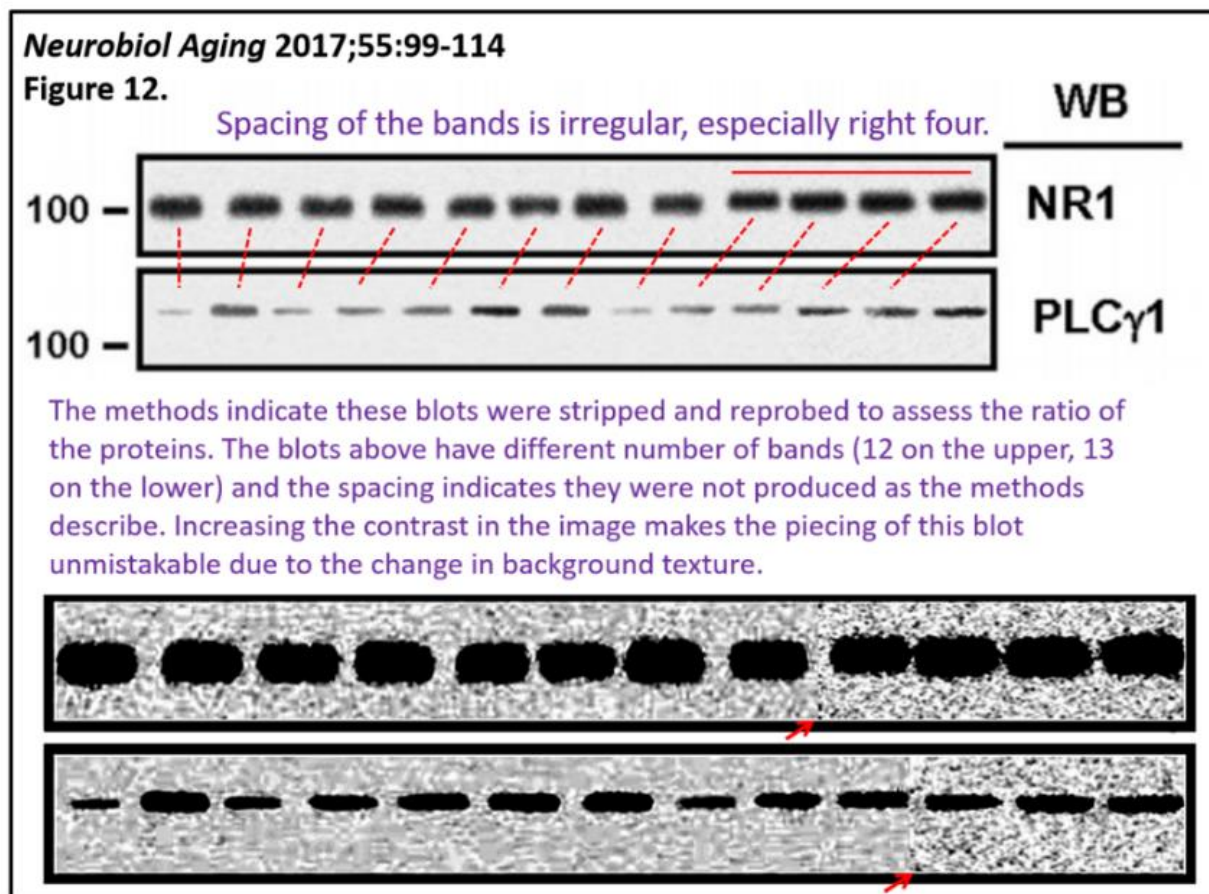 Neurobiol Aging 2017;55:99-114
Figure 12.
WB
Spacing of the bands is irregular, especially right four.
100
NR1
100
PLCγ1
The methods indicate these blots were stripped and reprobed to assess the ratio of
the proteins. The blots above have different number of bands (12 on the upper, 13
on the lower) and the spacing indicates they were not produced as the methods
describe. Increasing the contrast in the image makes the piecing of this blot
unmistakable due to the change in background texture.